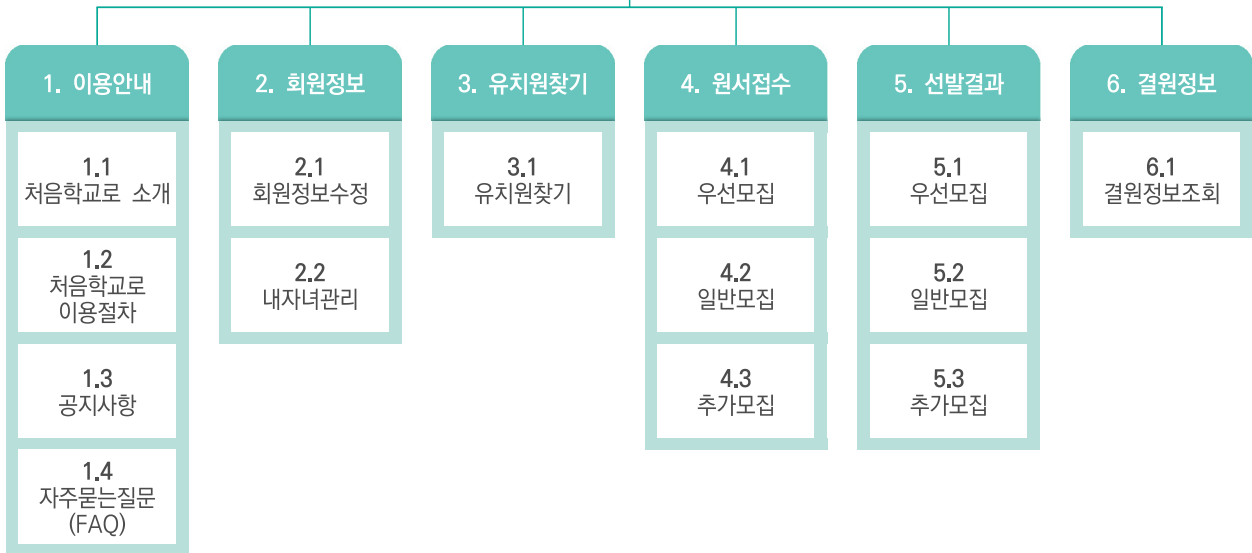 1. 이용안내
1.1
처음학교로 소개
1.2
처음학교로
이용절차
1.3
공지사항
1.4
자주묻는질문
(FAQ)
2. 회원정보
2.1
회원정보수정
2.2
내자녀관리
3. 유치원찾기
3.1
유치원찾기
4. 원서접수
4.1
우선모집
4.2
일반모집
4.3
추가모집
5. 선발결과
5.1
우선모집
5.2
일반모집
5.3
추가모집
6. 결원정보
6.1
결원정보조회